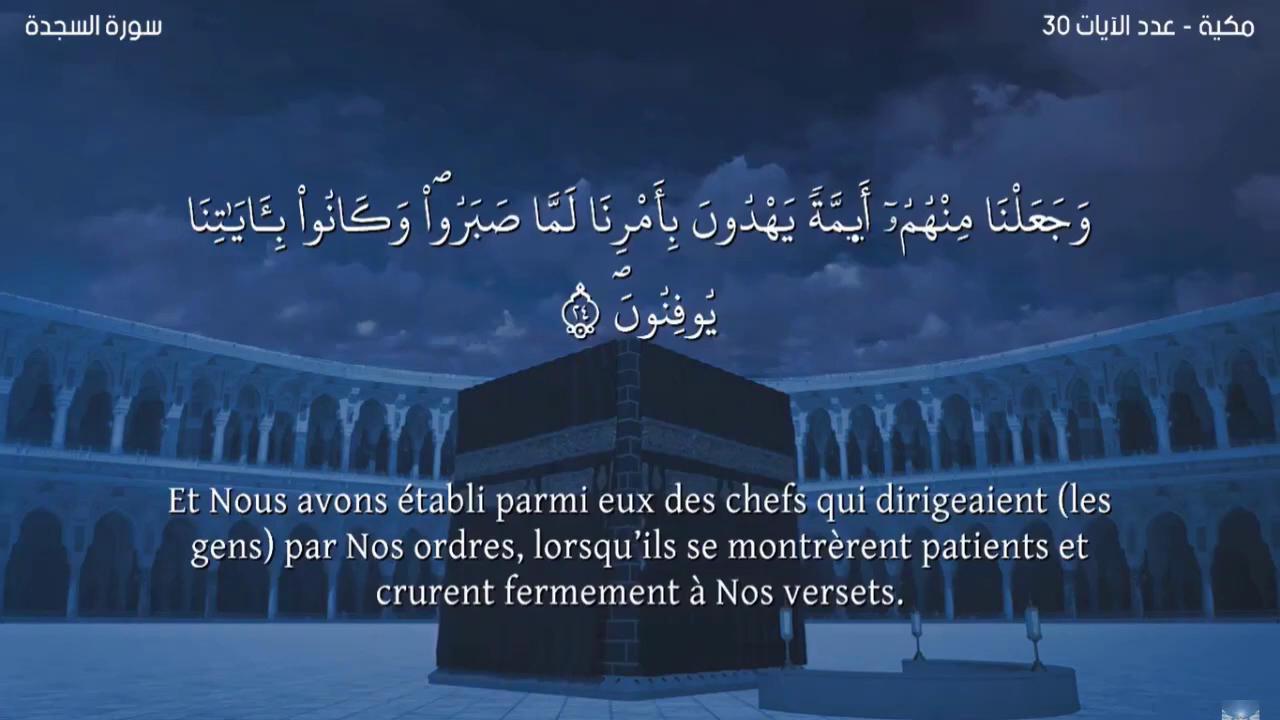 سورة السجدة
مكية - عدد الآيات 30
وَجَعَلْنَا مِنْهُمُۥٓ أَيِمَّةٗ يَهْدُونَ بِأَمْرِنَا لَمَّا صَبَرُواْۖ وَكَانُواْ بِـَٔايَٰتِنَا
يُوقِنُونَۖ ٢٤
Et Nous avons établi parmi eux des chefs qui dirigeaient (les
gens) par Nos ordres, lorsqu’ils se montrèrent patients et
crurent fermement à Nos versets.